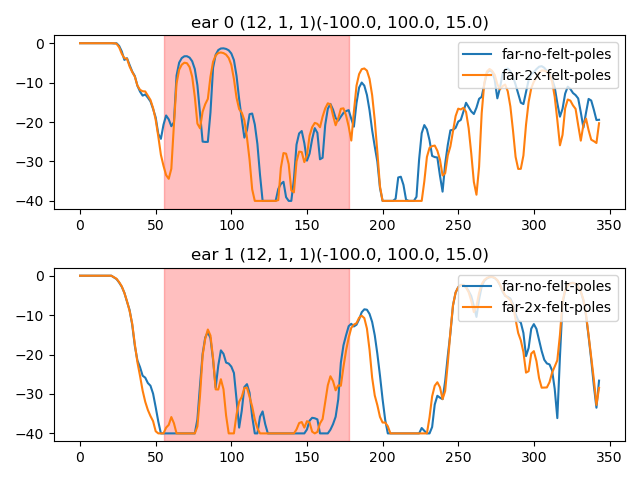 ear 0 (12, 1, 1)(-100.0, 100.0, 15.0)
0
−10
−20
−30
−40
far-no-felt-poles
far-2x-felt-poles
0 50 100 150 200 250 300 350
ear 1 (12, 1, 1)(-100.0, 100.0, 15.0)
0
−10
−20
−30
−40
far-no-felt-poles
far-2x-felt-poles
0 50 100 150 200 250 300 350